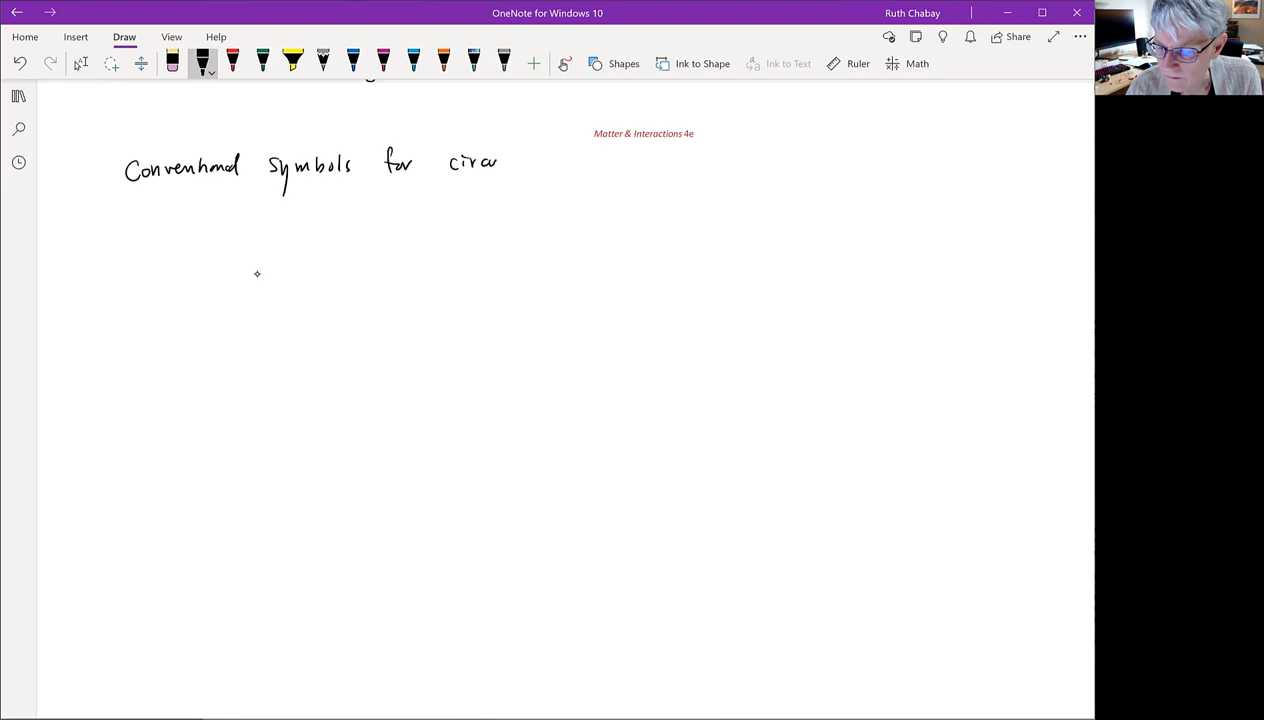 OneNote for Windows 10
Ruth Chabay
Home Insert Draw View Help
Share
Shapes Ink to Shape Ink to Text Ruler Math
Matter & Interactions 4e
Conventional symbols for circu